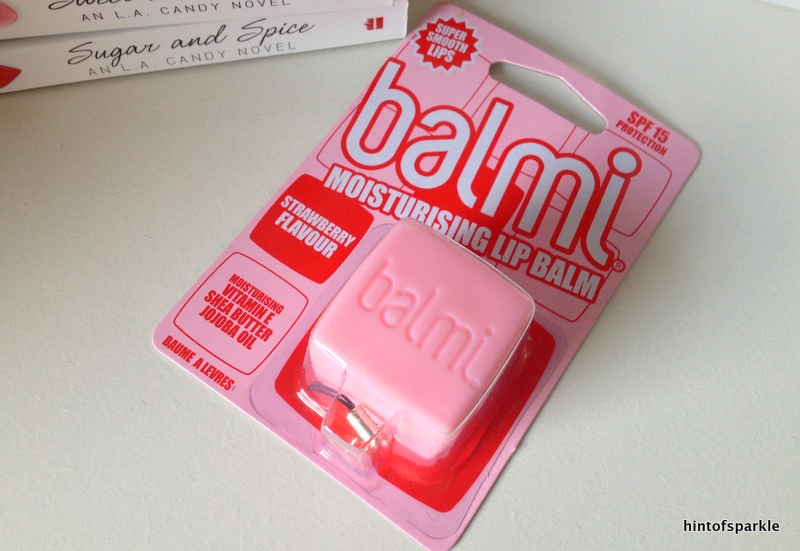 AN L.A. CANDY NOVEL
Sugar and Spice
AN L.A. CANDY NOVEL
SUPER
SMOOTH
LIPS
SPF 15
PROTECTION
balmi®
MOISTURISING LIP BALM
STRAWBERRY
FLAVOUR
MOISTURISING
VITAMIN E
SHEA BUTTER
JOJOBA OIL
BAUME A LEVRES
balmi
hintofsparkle